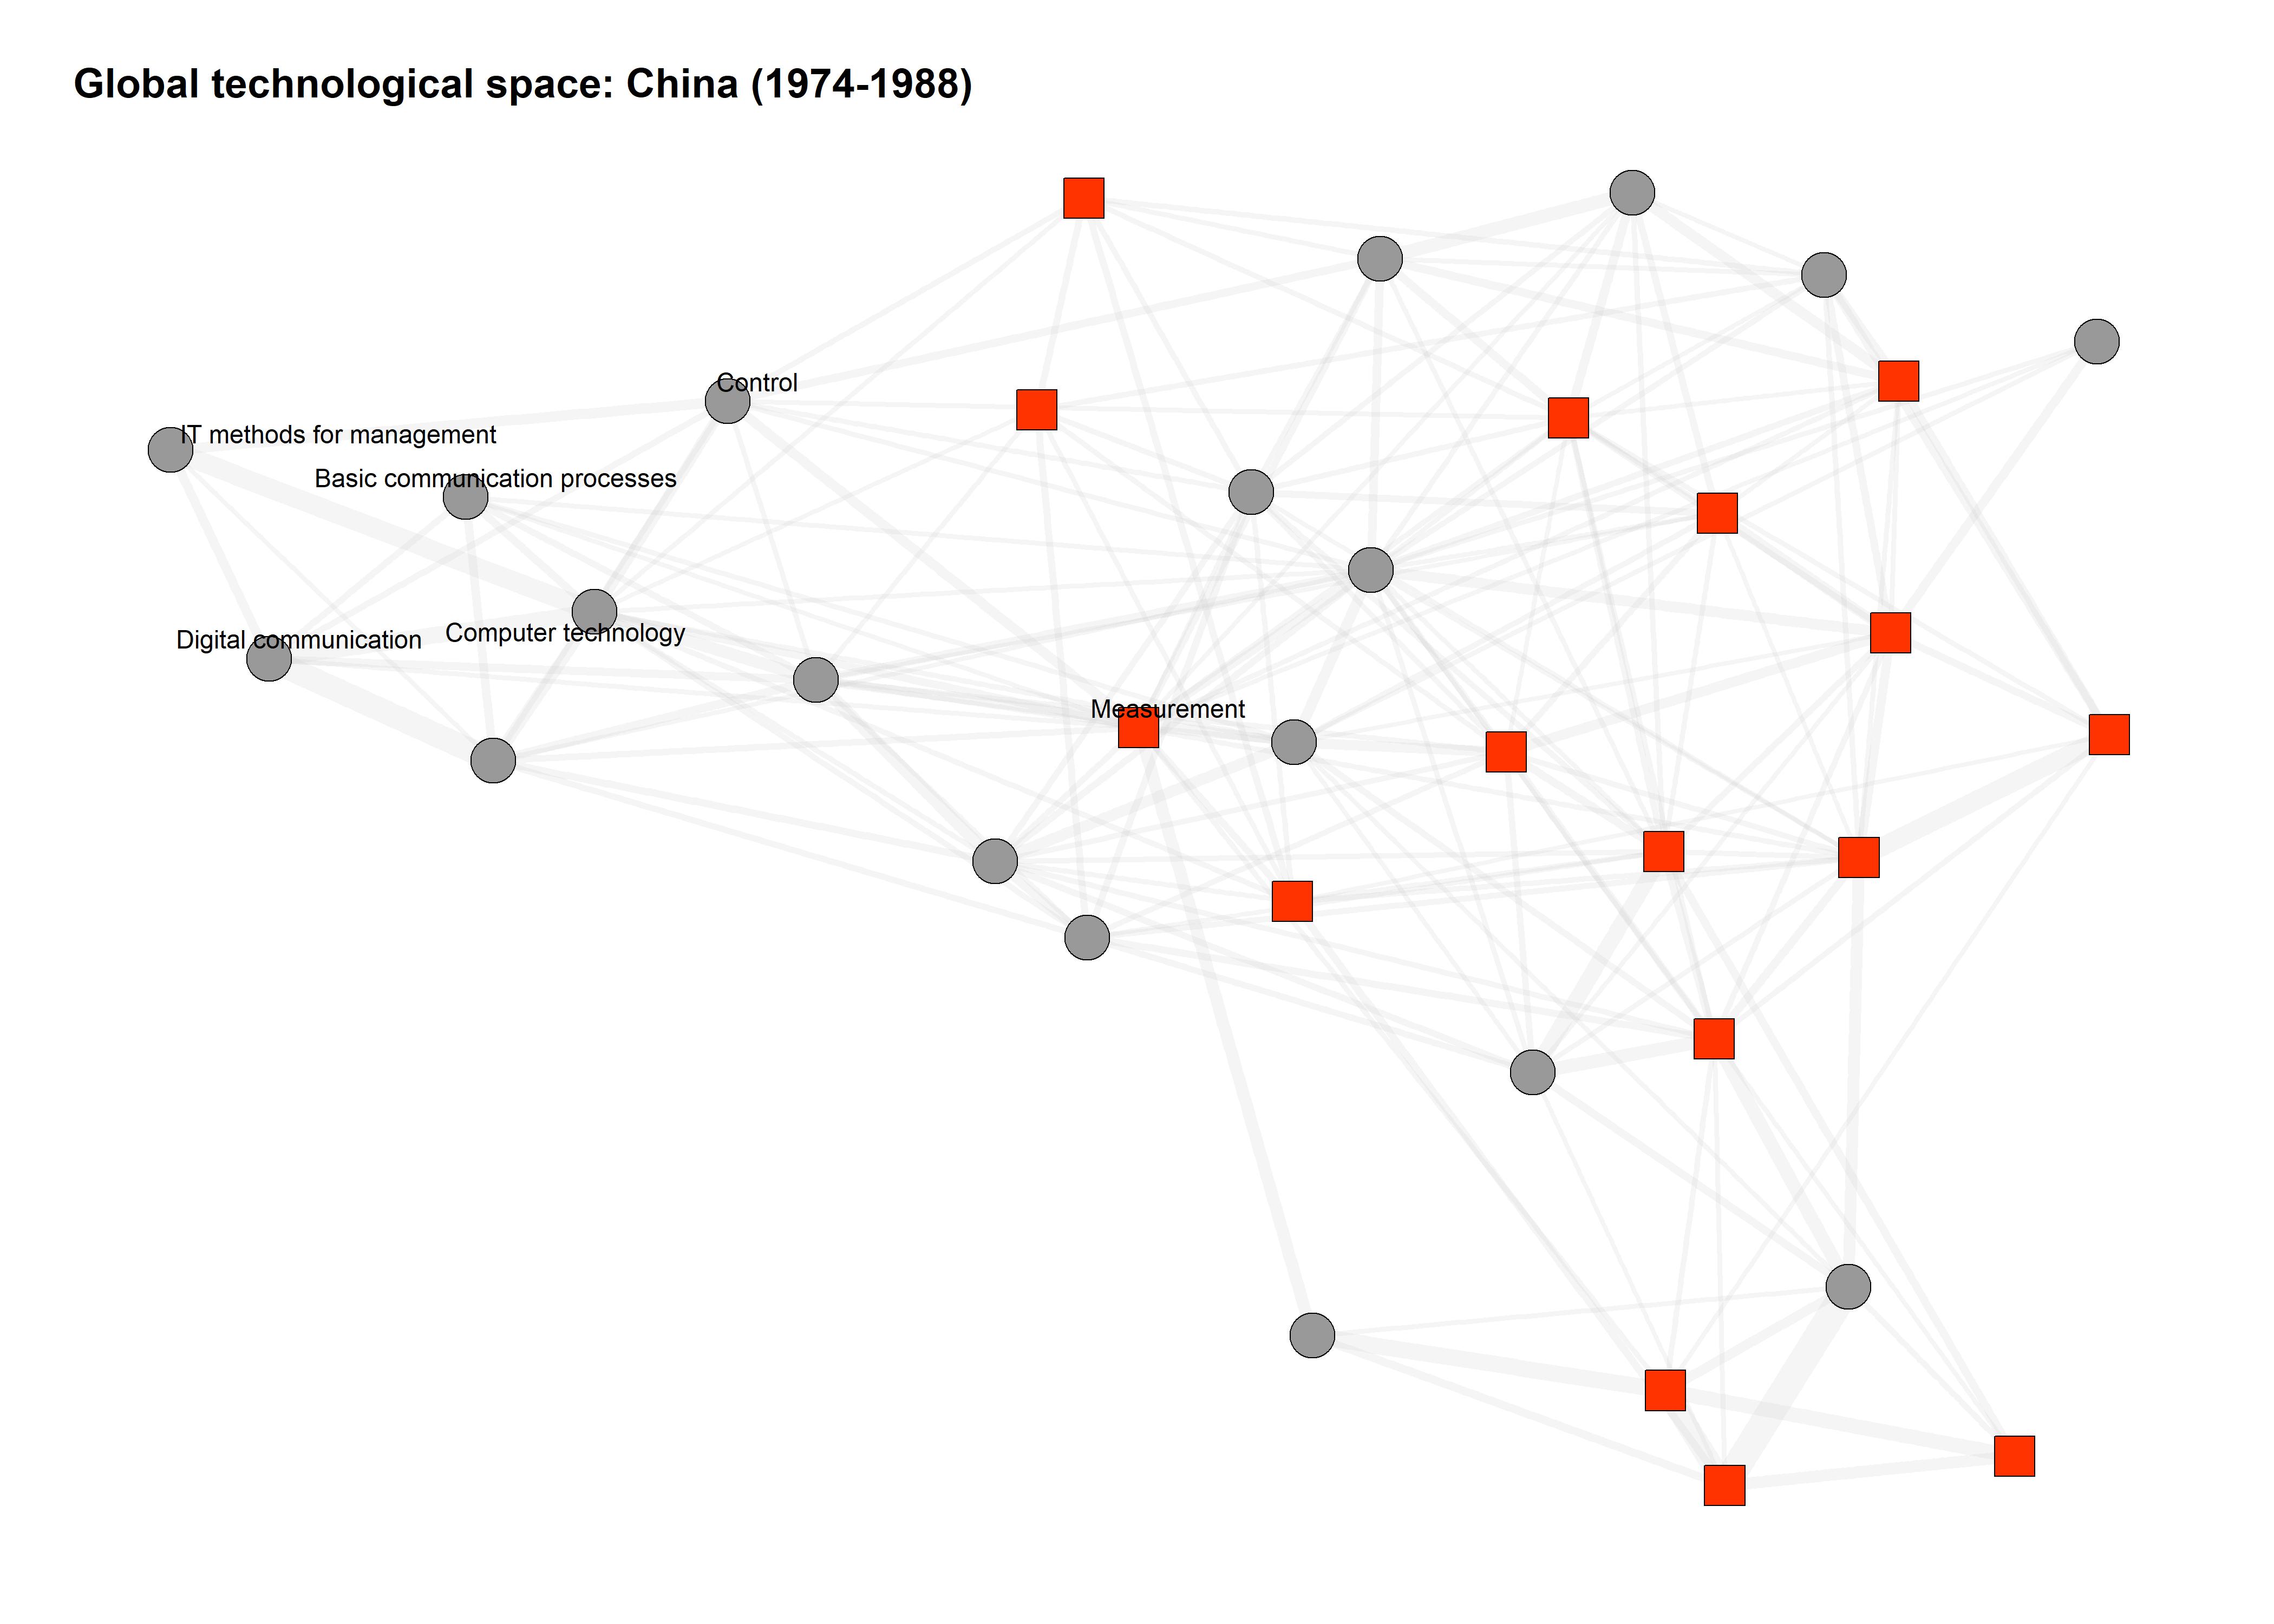 Global technological space: China (1974-1988)
Control
IT methods for management
Basic communication processes
Computer technology
Digital communication
Measurement